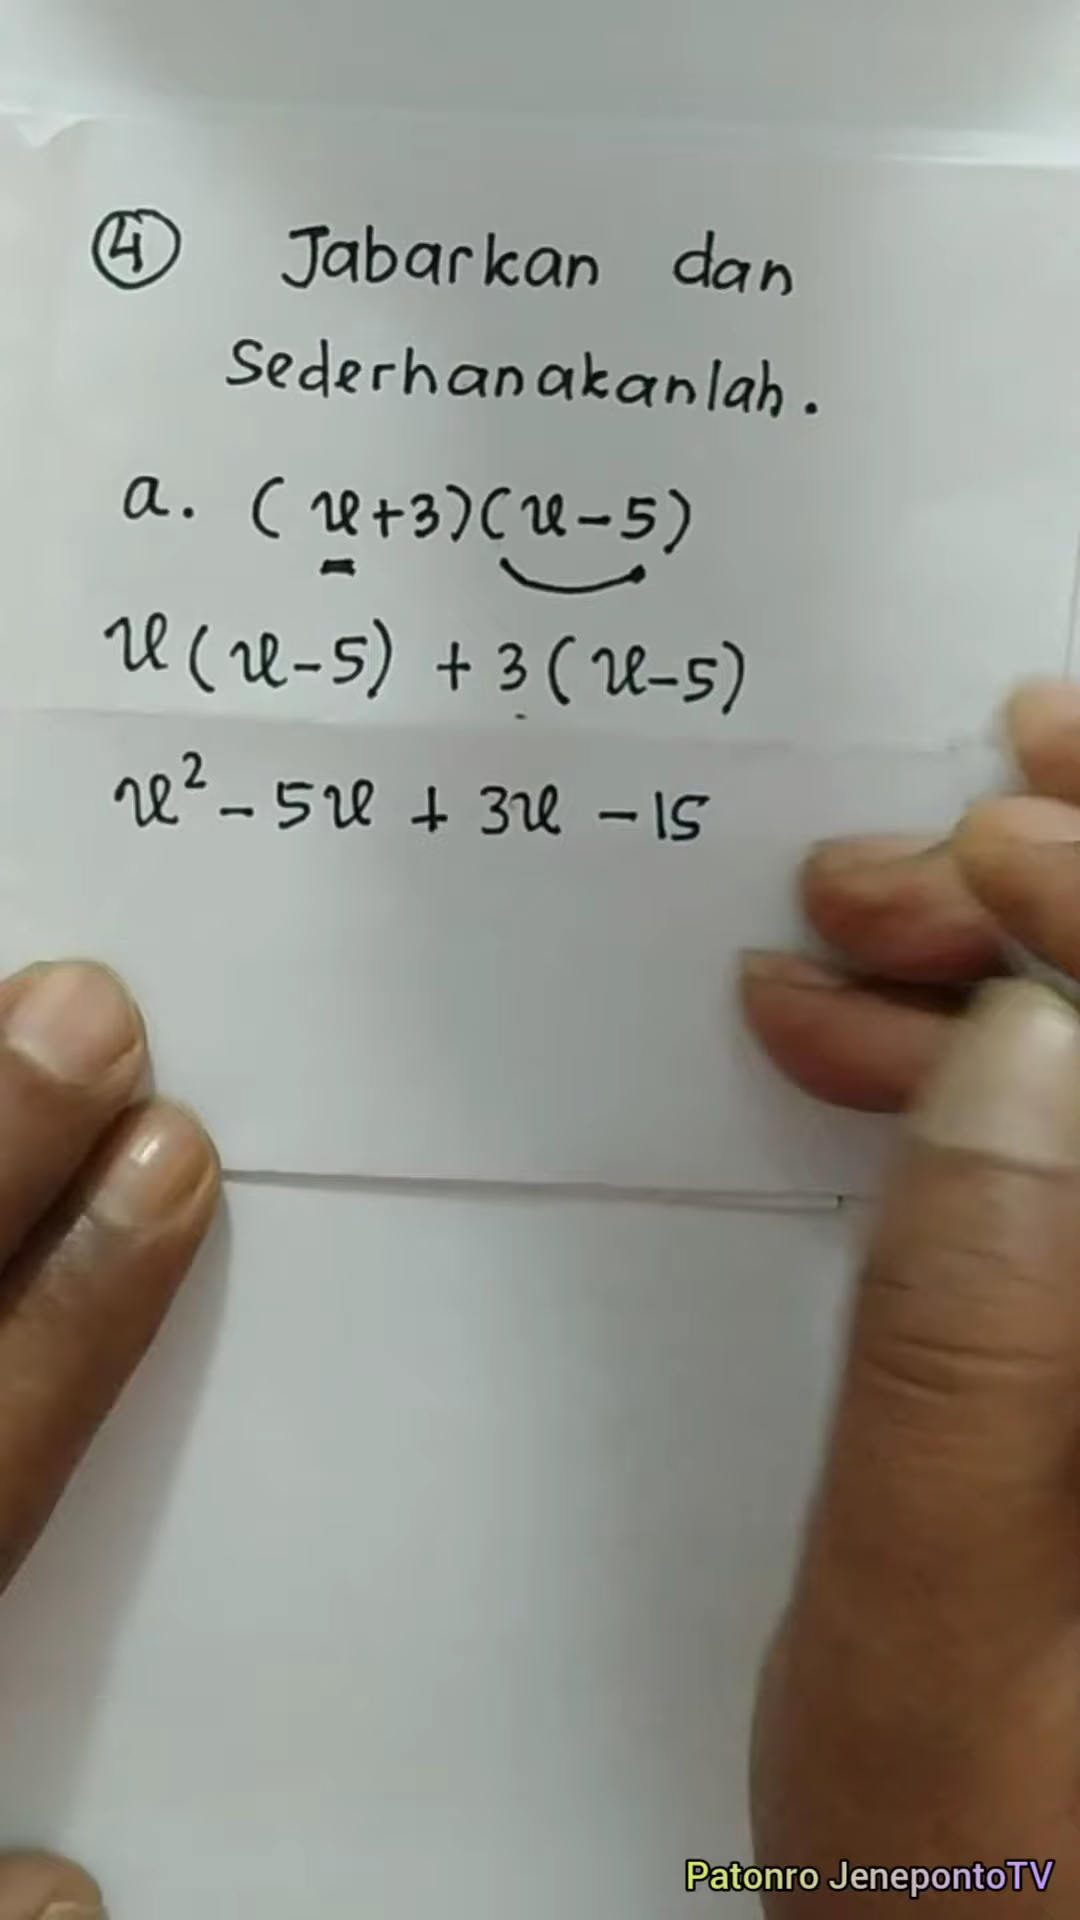 ④ Jabarkan dan
Sederhanakanlah.
a. (x+3)(x-5)
x(x-5) + 3(x-5)
x² - 5x + 3x - 15
Patonro JenepontoTV